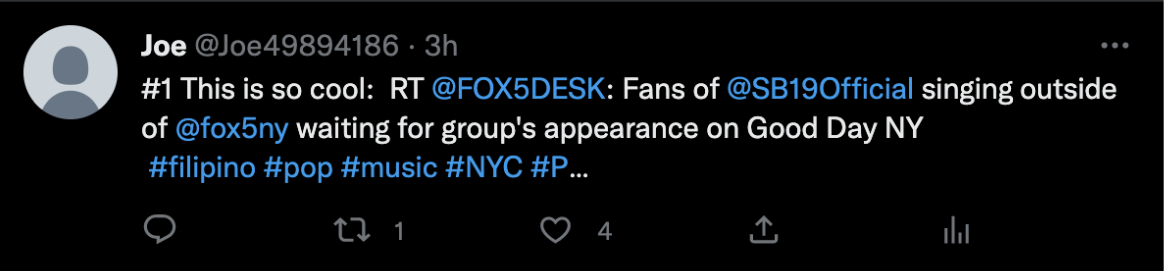 Joe @Joe49894186 · 3h
#1 This is so cool:  RT @FOX5DESK: Fans of @SB19Official singing outside
of @fox5ny waiting for group's appearance on Good Day NY
#filipino #pop #music #NYC #P...
1 4